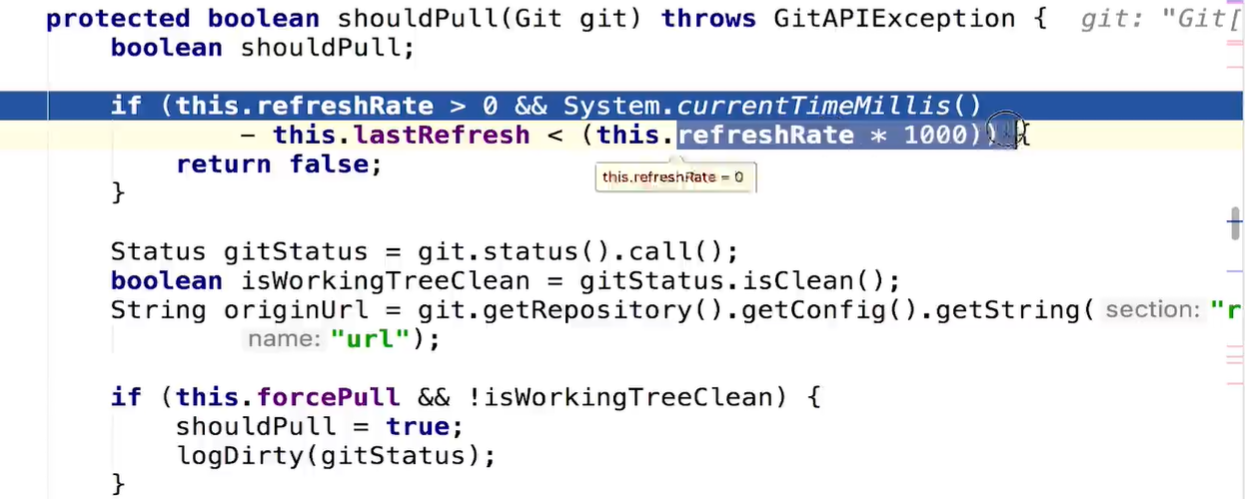 protected boolean shouldPull(Git git) throws GitAPIException {  git: "Git[
boolean shouldPull;
if (this.refreshRate > 0 && System.currentTimeMillis()
- this.lastRefresh < (this.refreshRate * 1000)) {
this.refreshRate = 0
return false;
}
Status gitStatus = git.status().call();
boolean isWorkingTreeClean = gitStatus.isClean();
String originUrl = git.getRepository().getConfig().getString( section: "r
name: "url");
if (this.forcePull && !isWorkingTreeClean) {
shouldPull = true;
logDirty(gitStatus);
}